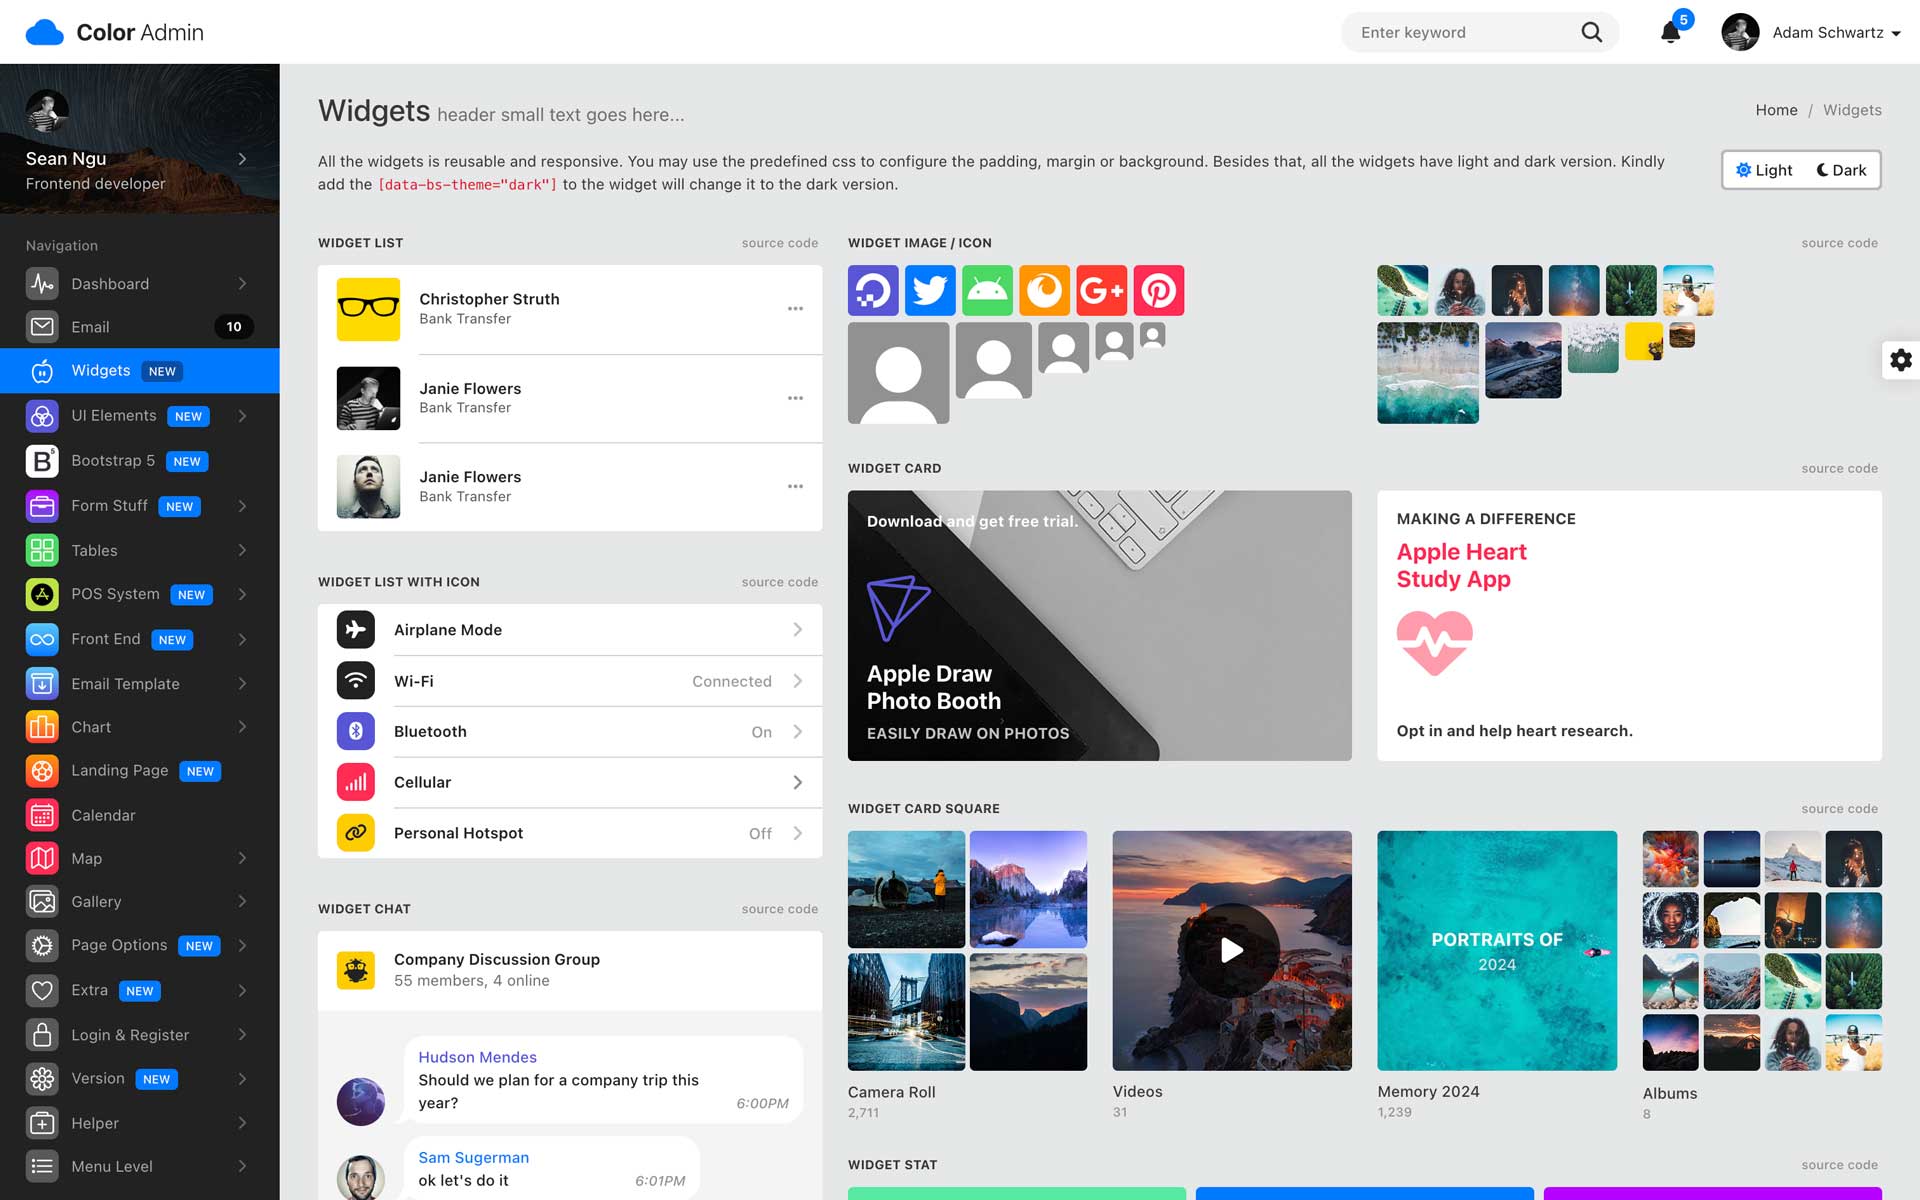 Color Admin
Enter keyword
5
Adam Schwartz
Sean Ngu
Frontend developer
Navigation
Dashboard
Email
10
Widgets NEW
UI Elements NEW
B5 Bootstrap 5 NEW
Form Stuff NEW
Tables
POS System NEW
Front End NEW
Email Template
Chart
Landing Page NEW
Calendar
Map
Gallery
Page Options NEW
Extra NEW
Login & Register
Version NEW
Helper
Menu Level
Widgets header small text goes here...
Home / Widgets
All the widgets is reusable and responsive. You may use the predefined css to configure the padding, margin or background. Besides that, all the widgets have light and dark version. Kindly
add the [data-bs-theme="dark"] to the widget will change it to the dark version.
Light
Dark
WIDGET LIST
source code
Christopher Struth
Bank Transfer
Janie Flowers
Bank Transfer
Janie Flowers
Bank Transfer
WIDGET LIST WITH ICON
source code
Airplane Mode
Wi-Fi
Connected
Bluetooth
On
Cellular
Personal Hotspot
Off
WIDGET CHAT
source code
Company Discussion Group
55 members, 4 online
Hudson Mendes
Should we plan for a company trip this
year?
6:00PM
Sam Sugerman
ok let's do it
6:01PM
WIDGET IMAGE / ICON
source code
G+
WIDGET CARD
source code
Download and get free trial.
Apple Draw
Photo Booth
EASILY DRAW ON PHOTOS
MAKING A DIFFERENCE
Apple Heart
Study App
Opt in and help heart research.
WIDGET CARD SQUARE
source code
Camera Roll
2,711
Videos
31
PORTRAITS OF
2024
Memory 2024
1,239
Albums
8
WIDGET STAT
source code